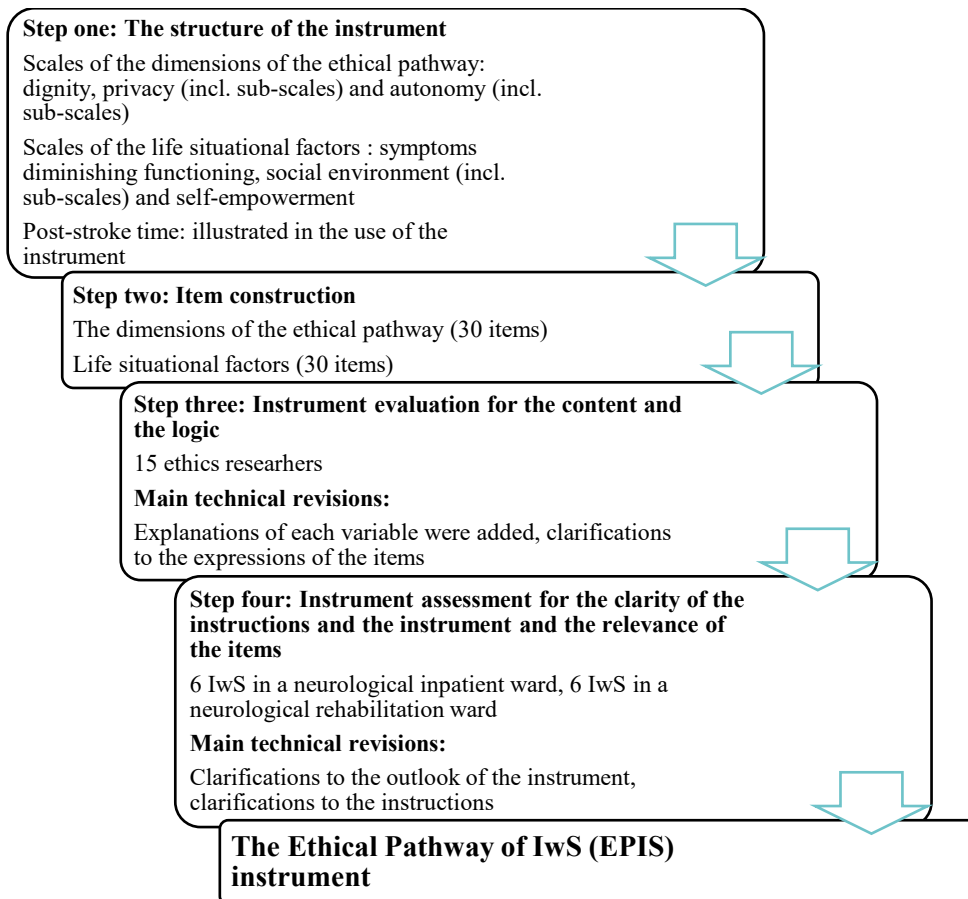 Step one: The structure of the instrument
Scales of the dimensions of the ethical pathway:
dignity, privacy (incl. sub-scales) and autonomy (incl.
sub-scales)
Scales of the life situational factors : symptoms
diminishing functioning, social environment (incl.
sub-scales) and self-empowerment
Post-stroke time: illustrated in the use of the
instrument
Step two: Item construction
The dimensions of the ethical pathway (30 items)
Life situational factors (30 items)
Step three: Instrument evaluation for the content and
the logic
15 ethics researhers
Main technical revisions:
Explanations of each variable were added, clarifications
to the expressions of the items
Step four: Instrument assessment for the clarity of the
instructions and the instrument and the relevance of
the items
6 IwS in a neurological inpatient ward, 6 IwS in a
neurological rehabilitation ward
Main technical revisions:
Clarifications to the outlook of the instrument,
clarifications to the instructions
The Ethical Pathway of IwS (EPIS)
instrument